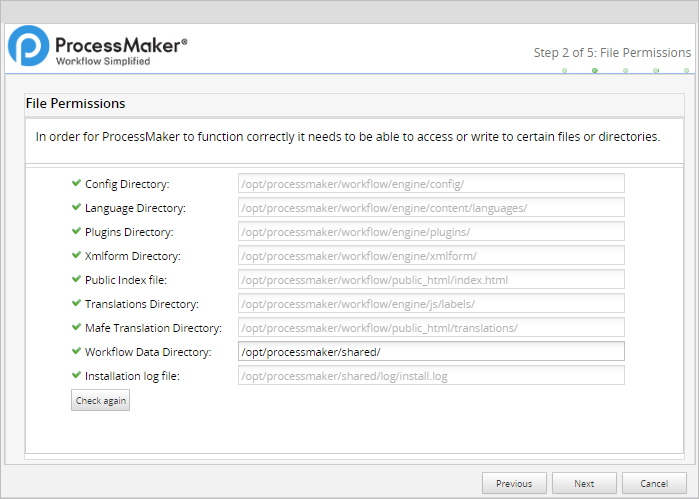 ProcessMaker®
Workflow Simplified
Step 2 of 5: File Permissions
File Permissions
In order for ProcessMaker to function correctly it needs to be able to access or write to certain files or directories.
Config Directory: /opt/processmaker/workflow/engine/config/
Language Directory: /opt/processmaker/workflow/engine/content/languages/
Plugins Directory: /opt/processmaker/workflow/engine/plugins/
Xmlform Directory: /opt/processmaker/workflow/engine/xmlform/
Public Index file: /opt/processmaker/workflow/public_html/index.html
Translations Directory: /opt/processmaker/workflow/engine/js/labels/
Mafe Translation Directory: /opt/processmaker/workflow/public_html/translations/
Workflow Data Directory: /opt/processmaker/shared/
Installation log file: /opt/processmaker/shared/log/install.log
Check again
Previous Next Cancel